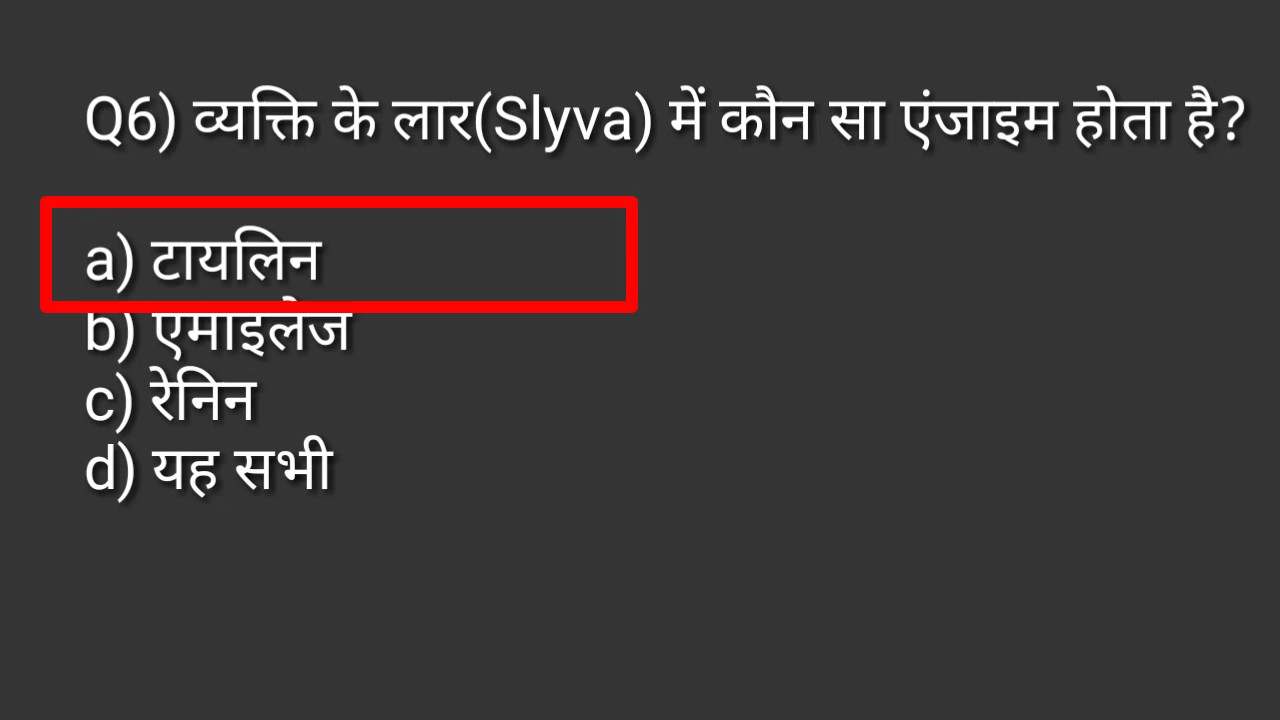 Q6) व्यक्ति के लार(Slyva) में कौन सा एंजाइम होता है?
a) टायलिन
b) एमाइलेज
c) रेनिन
d) यह सभी